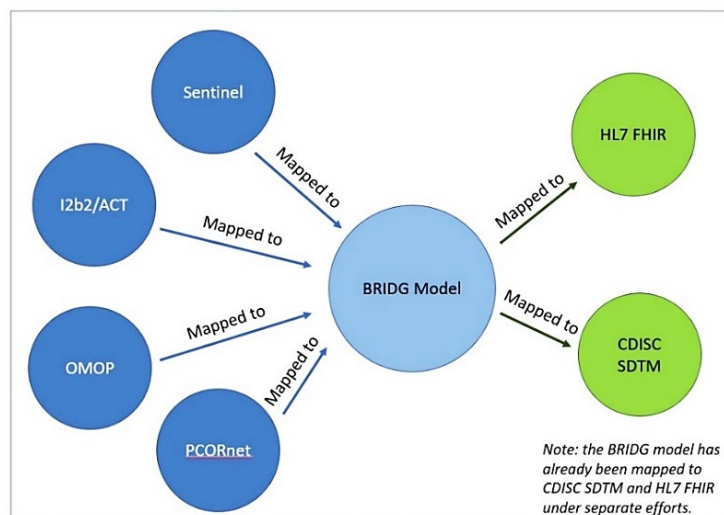 Sentinel
Mapped to
HL7 FHIR
I2b2/ACT
Mapped to
Mapped to
BRIDG Model
Mapped to
OMOP
Mapped to
Mapped to
CDISC
SDTM
PCORnet
Note: the BRIDG model has
already been mapped to
CDISC SDTM and HL7 FHIR
under separate efforts.